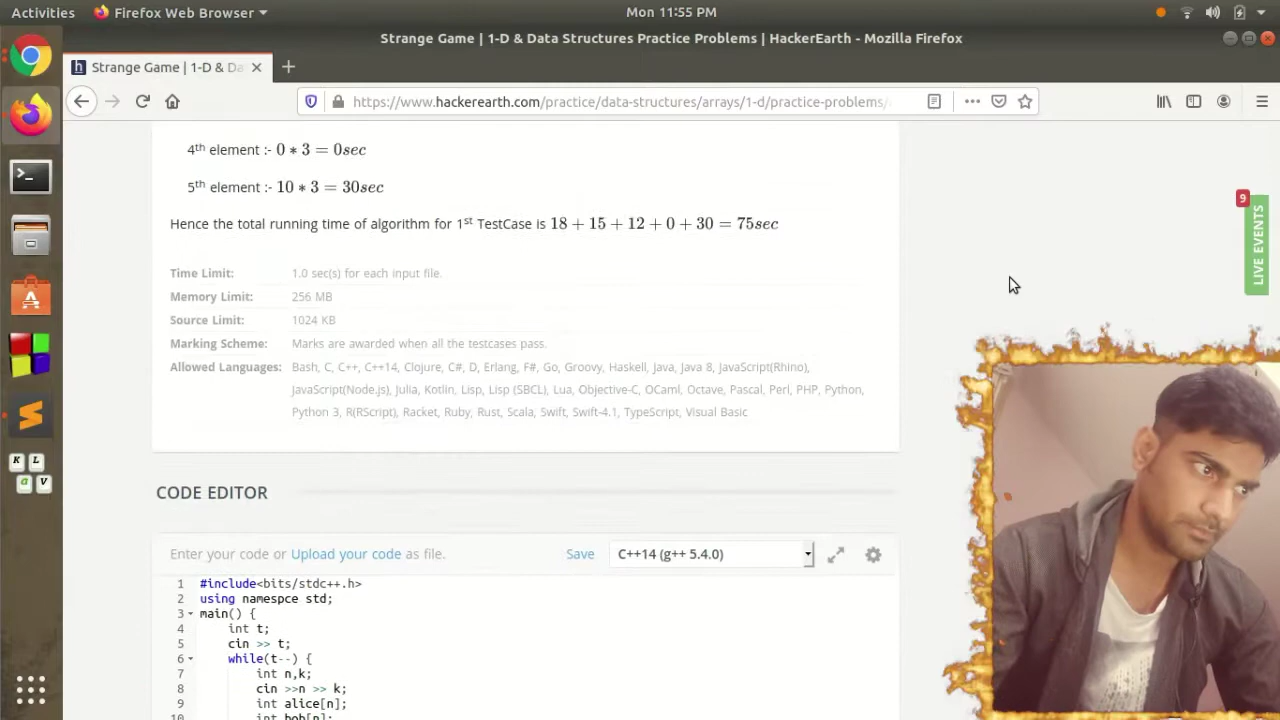 Activities Firefox Web Browser Mon 11:55 PM
Strange Game | 1-D & Data Structures Practice Problems | HackerEarth - Mozilla Firefox
h Strange Game | 1-D & Da
https://www.hackerearth.com/practice/data-structures/arrays/1-d/practice-problems/
4th element :- 0 * 3 = 0sec
5th element :- 10 * 3 = 30sec
Hence the total running time of algorithm for 1st TestCase is 18 + 15 + 12 + 0 + 30 = 75sec
9
LIVE EVENTS
Time Limit: 1.0 sec(s) for each input file.
Memory Limit: 256 MB
Source Limit: 1024 KB
Marking Scheme: Marks are awarded when all the testcases pass.
Allowed Languages: Bash, C, C++, C++14, Clojure, C#, D, Erlang, F#, Go, Groovy, Haskell, Java, Java 8, JavaScript(Rhino),
JavaScript(Node.js), Julia, Kotlin, Lisp, Lisp (SBCL), Lua, Objective-C, OCaml, Octave, Pascal, Perl, PHP, Python,
Python 3, R(RScript), Racket, Ruby, Rust, Scala, Swift, Swift-4.1, TypeScript, Visual Basic
K L
a V
CODE EDITOR
Enter your code or Upload your code as file. Save C++14 (g++ 5.4.0)
1 #include<bits/stdc++.h>
2 using namespce std;
3 main() {
4 int t;
5 cin >> t;
6 while(t--) {
7 int n,k;
8 cin >>n >> k;
9 int alice[n];
10 int bob[n];